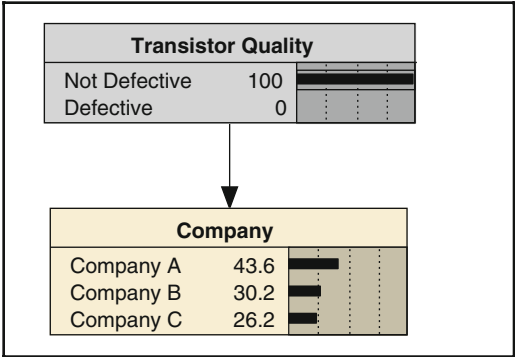 Transistor Quality
Not Defective 100
Defective 0
Company
Company A 43.6
Company B 30.2
Company C 26.2